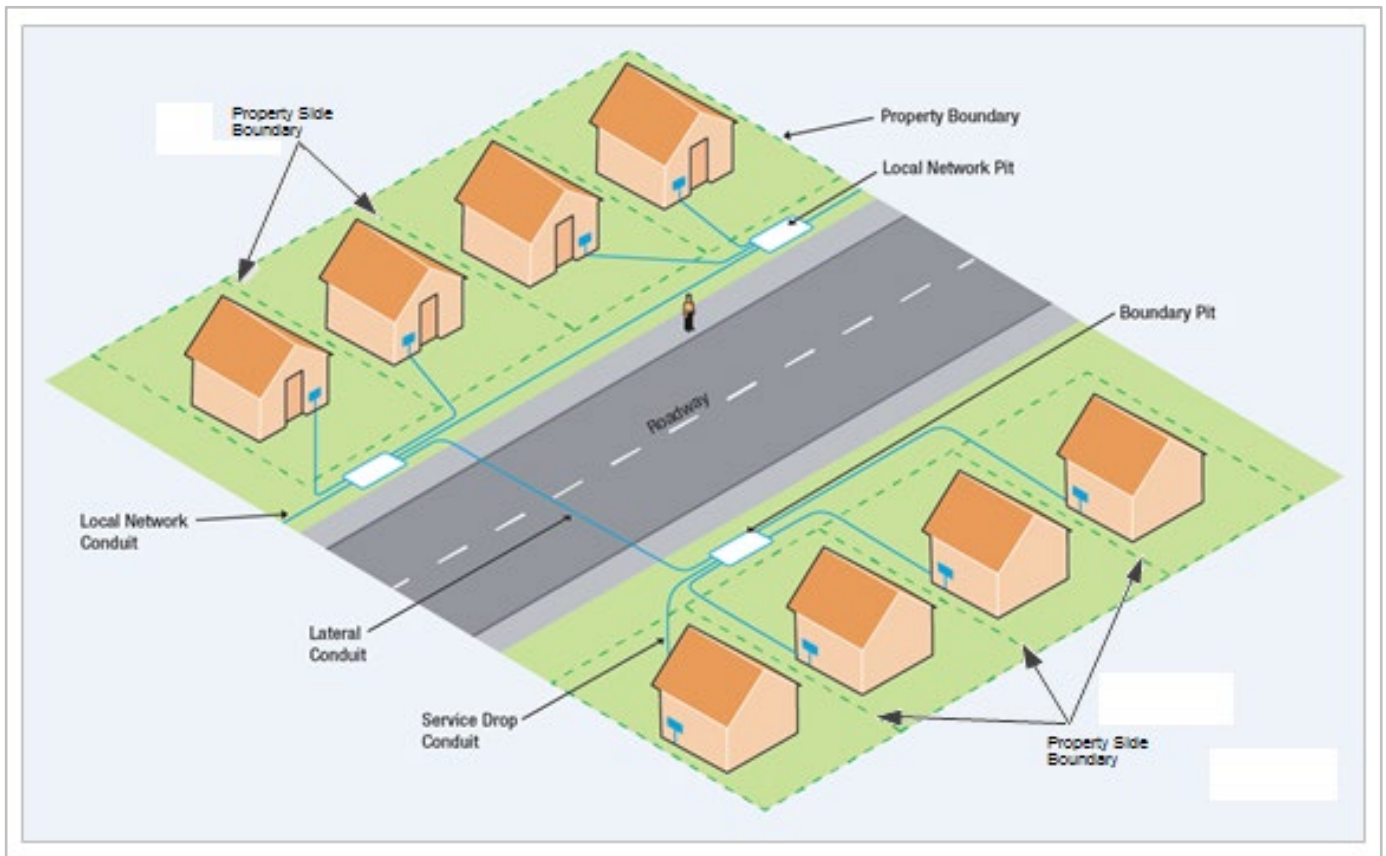 Property Side
Boundary
Property Boundary
Local Network Pit
Boundary Pit
Roadway
Local Network
Conduit
Lateral
Conduit
Service Drop
Conduit
Property Side
Boundary